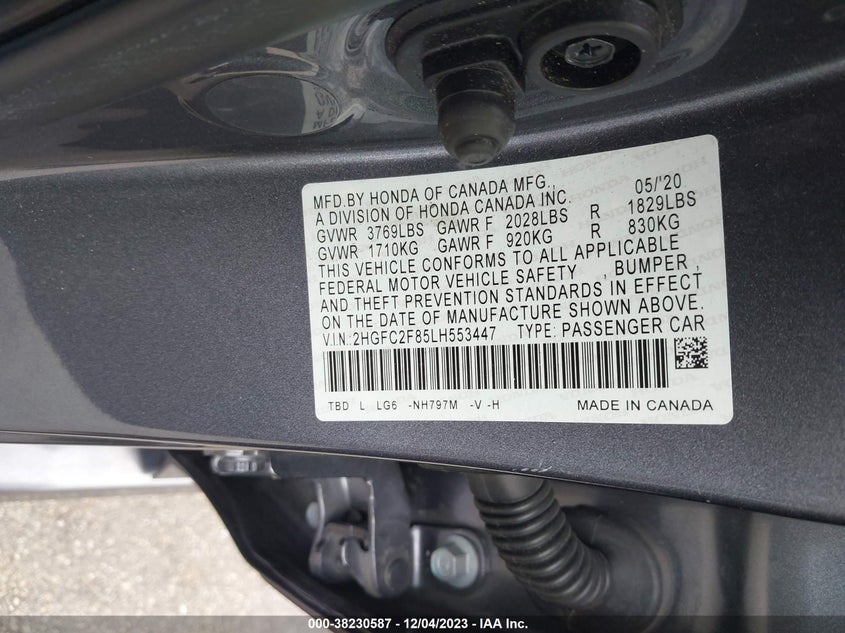 MFD.BY HONDA OF CANADA MFG., 05/'20
A DIVISION OF HONDA CANADA INC.
GVWR 3769LBS GAWR F 2028LBS R 1829LBS
GVWR 1710KG GAWR F 920KG R 830KG
THIS VEHICLE CONFORMS TO ALL APPLICABLE
FEDERAL MOTOR VEHICLE SAFETY , BUMPER ,
AND THEFT PREVENTION STANDARDS IN EFFECT
ON THE DATE OF MANUFACTURE SHOWN ABOVE.
V.I.N.:2HGFC2F85LH553447 TYPE: PASSENGER CAR
TBD L LG6 -NH797M -V -H MADE IN CANADA
000-38230587 - 12/04/2023 - IAA Inc.